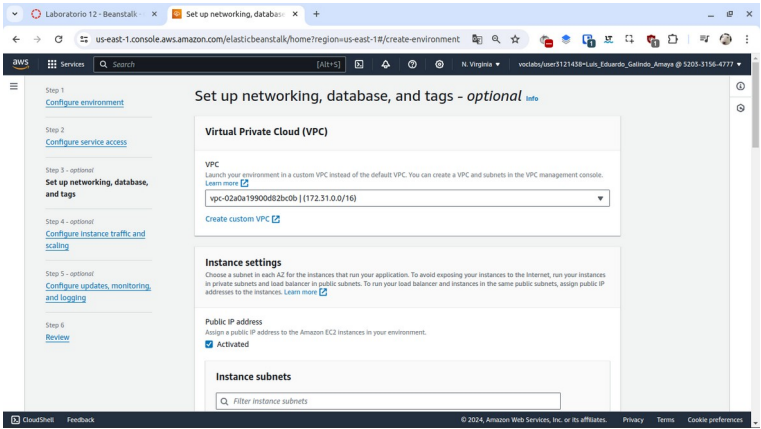 Laboratorio 12 - Beanstalk
Set up networking, database
us-east-1.console.aws.amazon.com/elasticbeanstalk/home?region=us-east-1#/create-environment
aws
Services
Search
[Alt+S]
N. Virginia
voclabs/user3121438=Luis_Eduardo_Galindo_Amaya @ 5203-3156-4777
Step 1
Configure environment
Step 2
Configure service access
Step 3 - optional
Set up networking, database,
and tags
Step 4 - optional
Configure instance traffic and
scaling
Step 5 - optional
Configure updates, monitoring,
and logging
Step 6
Review
Set up networking, database, and tags - optional Info
Virtual Private Cloud (VPC)
VPC
Launch your environment in a custom VPC instead of the default VPC. You can create a VPC and subnets in the VPC management console.
Learn more
vpc-02a0a19900d82bc0b | (172.31.0.0/16)
Create custom VPC
Instance settings
Choose a subnet in each AZ for the instances that run your application. To avoid exposing your instances to the Internet, run your instances
in private subnets and load balancer in public subnets. To run your load balancer and instances in the same public subnets, assign public IP
addresses to the instances. Learn more
Public IP address
Assign a public IP address to the Amazon EC2 instances in your environment.
Activated
Instance subnets
Filter instance subnets
CloudShell
Feedback
© 2024, Amazon Web Services, Inc. or its affiliates.
Privacy
Terms
Cookie preferences